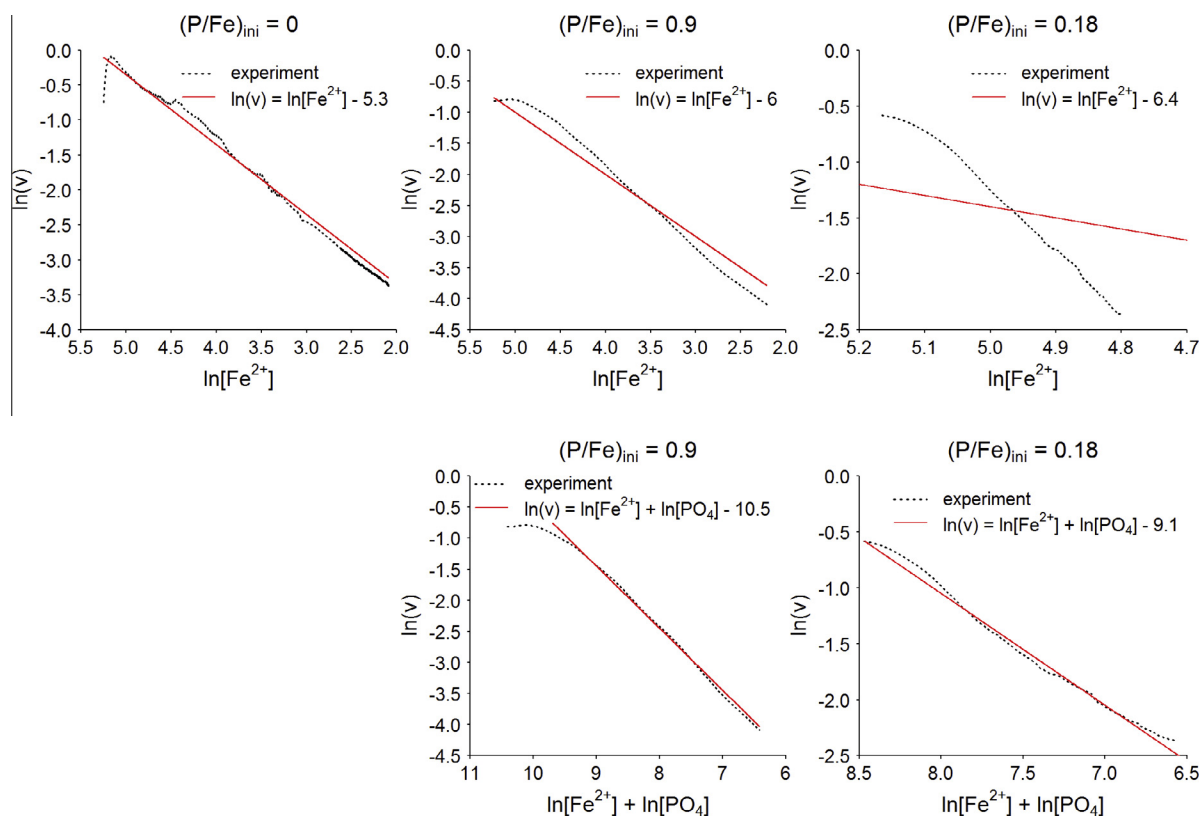 (P/Fe)ini = 0
0.0
-0.5
-1.0
-1.5
-2.0
-2.5
-3.0
-3.5
-4.0
ln(v)
experiment
ln(v) = ln[Fe2+] - 5.3
5.5 5.0 4.5 4.0 3.5 3.0 2.5 2.0
ln[Fe2+]
(P/Fe)ini = 0.9
0.0
-0.5
-1.0
-1.5
-2.0
-2.5
-3.0
-3.5
-4.0
-4.5
ln(v)
experiment
ln(v) = ln[Fe2+] - 6
5.5 5.0 4.5 4.0 3.5 3.0 2.5 2.0
ln[Fe2+]
(P/Fe)ini = 0.18
0.0
-0.5
-1.0
-1.5
-2.0
-2.5
ln(v)
experiment
ln(v) = ln[Fe2+] - 6.4
5.2 5.1 5.0 4.9 4.8 4.7
ln[Fe2+]
(P/Fe)ini = 0.9
0.0
-0.5
-1.0
-1.5
-2.0
-2.5
-3.0
-3.5
-4.0
-4.5
ln(v)
experiment
ln(v) = ln[Fe2+] + ln[PO4] - 10.5
11 10 9 8 7 6
ln[Fe2+] + ln[PO4]
(P/Fe)ini = 0.18
0.0
-0.5
-1.0
-1.5
-2.0
-2.5
ln(v)
experiment
ln(v) = ln[Fe2+] + ln[PO4] - 9.1
8.5 8.0 7.5 7.0 6.5
ln[Fe2+] + ln[PO4]